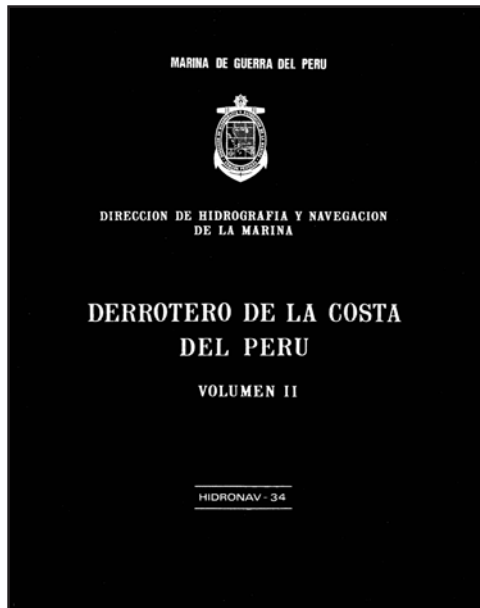 MARINA DE GUERRA DEL PERU
DIRECCION DE HIDROGRAFIA Y NAVEGACION
DE LA MARINA
DERROTERO DE LA COSTA
DEL PERU
VOLUMEN II
HIDRONAV - 34